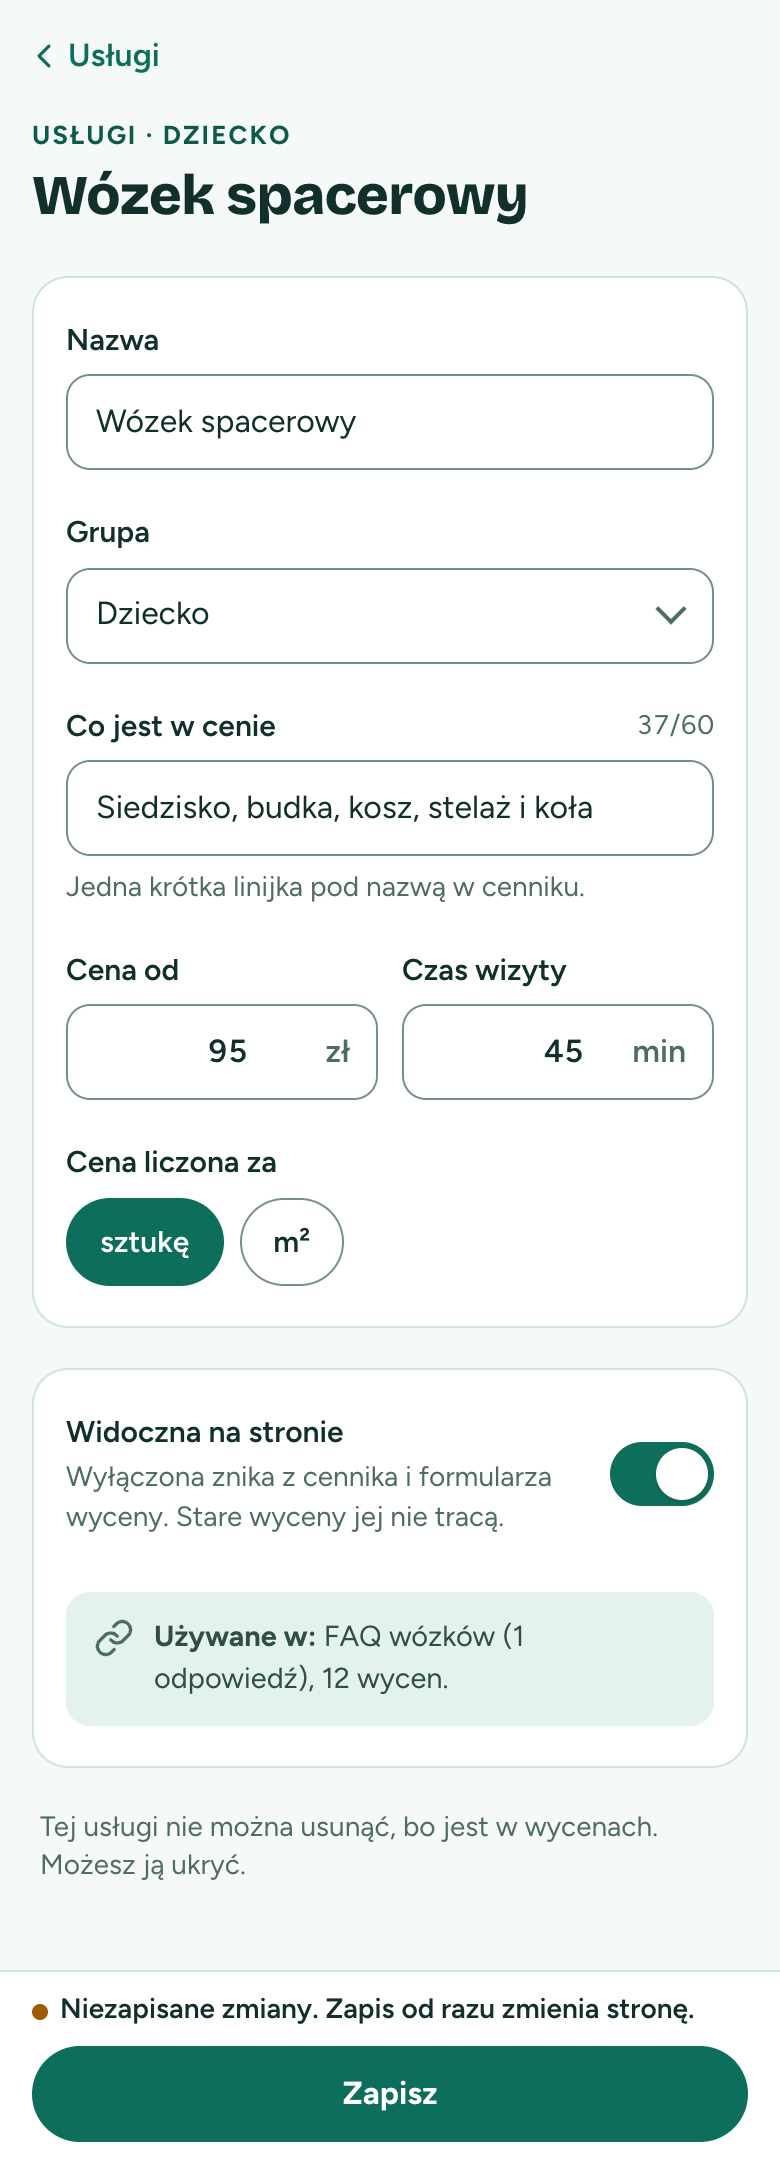 Usługi
USŁUGI · DZIECKO
Wózek spacerowy
Nazwa
Wózek spacerowy
Grupa
Dziecko
Co jest w cenie 37/60
Siedzisko, budka, kosz, stelaż i koła
Jedna krótka linijka pod nazwą w cenniku.
Cena od Czas wizyty
95 zł 45 min
Cena liczona za
sztukę m²
Widoczna na stronie
Wyłączona znika z cennika i formularza
wyceny. Stare wyceny jej nie tracą.
Używane w: FAQ wózków (1
odpowiedź), 12 wycen.
Tej usługi nie można usunąć, bo jest w wycenach.
Możesz ją ukryć.
Niezapisane zmiany. Zapis od razu zmienia stronę.
Zapisz